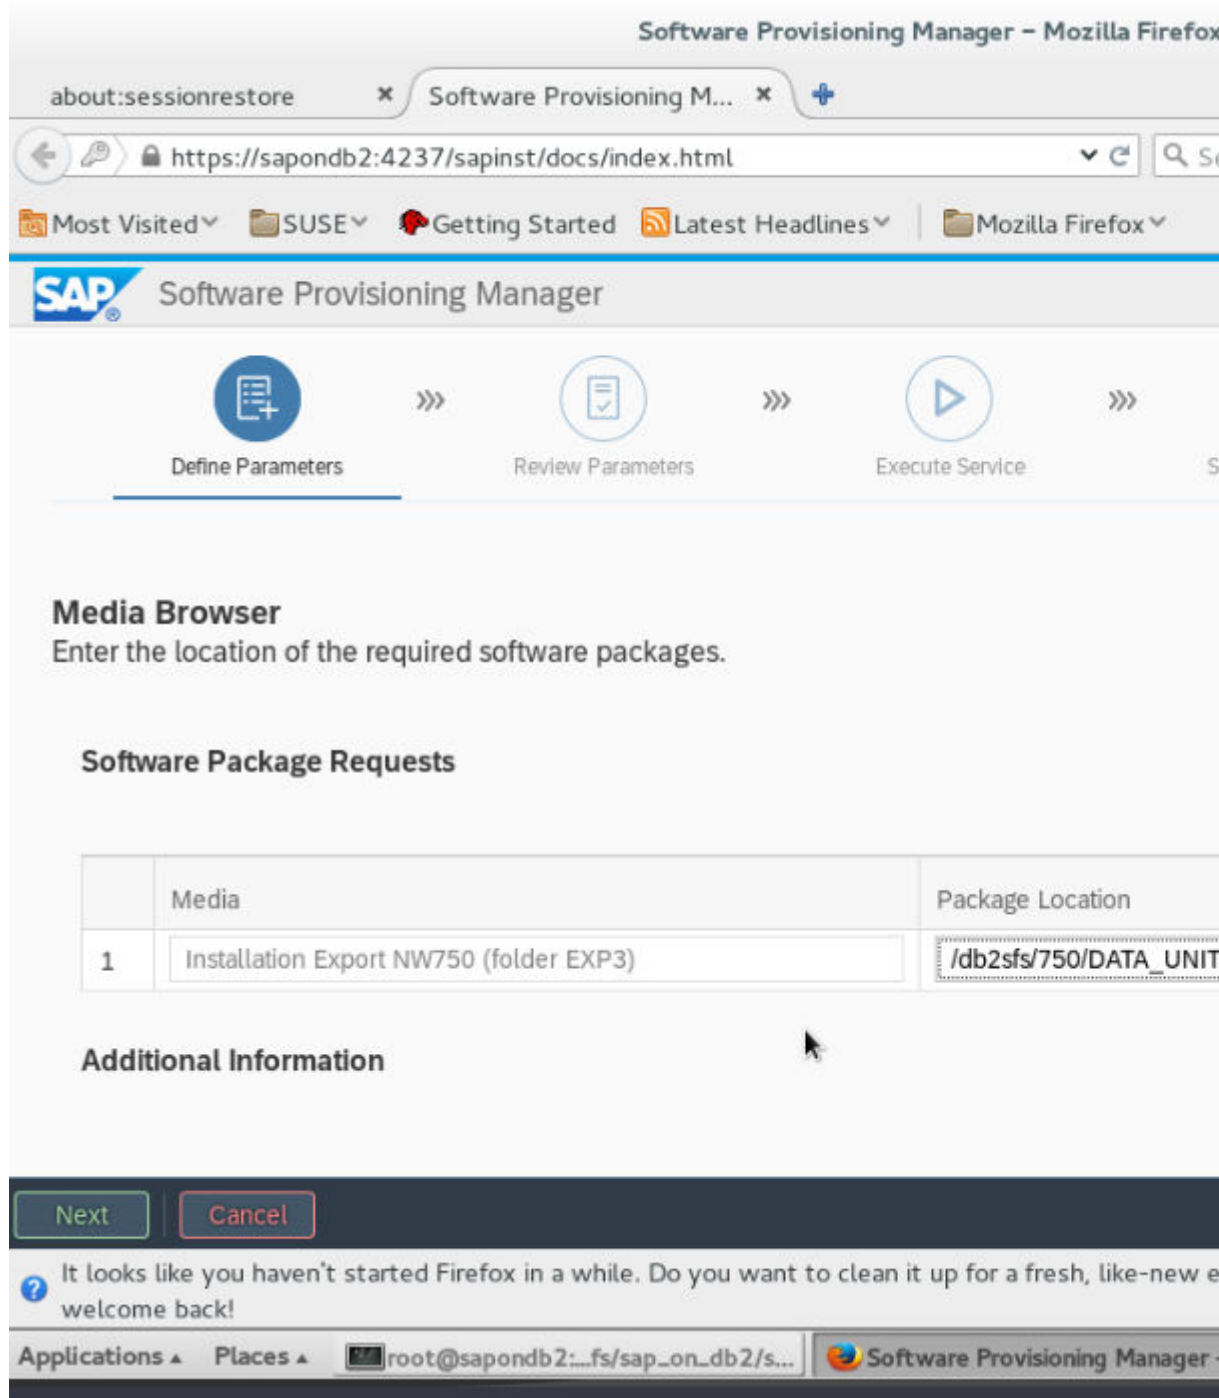 Software Provisioning Manager – Mozilla Firefox
about:sessionrestore
Software Provisioning M...
https://sapondb2:4237/sapinst/docs/index.html
Se
Most Visited
SUSE
Getting Started
Latest Headlines
Mozilla Firefox
SAP®
Software Provisioning Manager
Define Parameters
Review Parameters
Execute Service
S
Media Browser
Enter the location of the required software packages.
Software Package Requests
Media
Package Location
1
Installation Export NW750 (folder EXP3)
/db2sfs/750/DATA_UNIT
Additional Information
Next
Cancel
It looks like you haven't started Firefox in a while. Do you want to clean it up for a fresh, like-new e
welcome back!
Applications
Places
root@sapondb2:...fs/sap_on_db2/s...
Software Provisioning Manager -